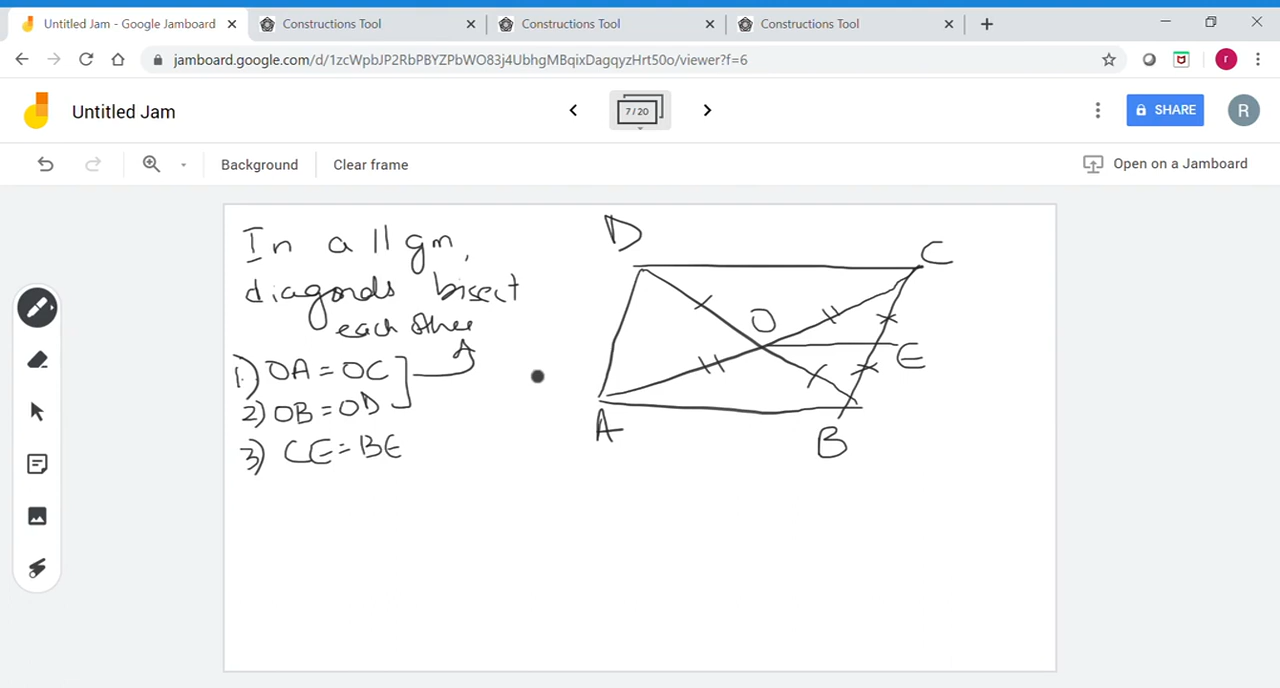 Untitled Jam - Google Jamboard
Constructions Tool
Constructions Tool
Constructions Tool
jamboard.google.com/d/1zcWpbJP2RbPBYZPbWO83j4UbhgMBqixDagqyzHrt50o/viewer?f=6
r
Untitled Jam
7 / 20
SHARE
R
Background
Clear frame
Open on a Jamboard
In a || gm,
diagonals bisect
each other
1.) OA = OC
2) OB = OD
3) CE = BE
D
C
O
E
A
B